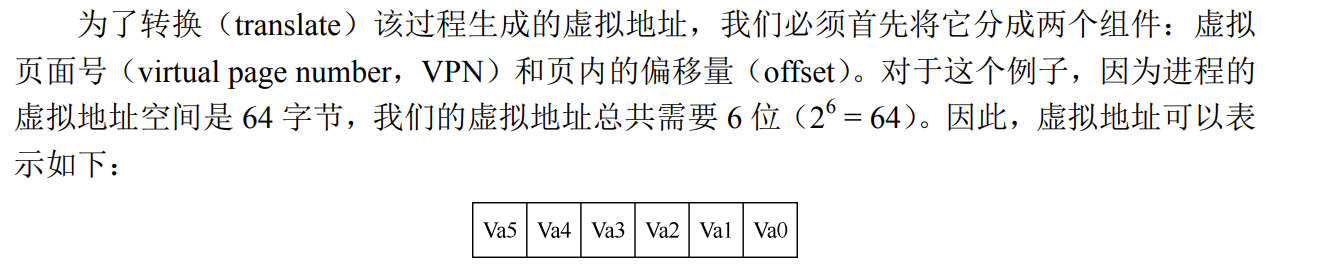 为了转换（translate）该过程生成的虚拟地址，我们必须首先将它分成两个组件：虚拟
页面号（virtual page number，VPN）和页内的偏移量（offset）。对于这个例子，因为进程的
虚拟地址空间是 64 字节，我们的虚拟地址总共需要 6 位（2⁶ = 64）。因此，虚拟地址可以表
示如下：
Va5 Va4 Va3 Va2 Va1 Va0